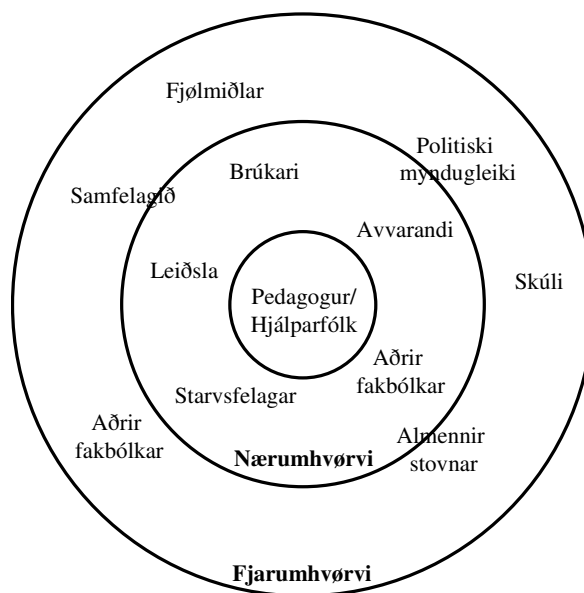 Fjølmiðlar
Politiski
myndugleiki
Brúkari
Samfelagið
Avvarandi
Leiðsla
Skúli
Pedagogur/
Hjálparfólk
Aðrir
fakbólkar
Starvsfelagar
Aðrir
fakbólkar
Almennir
stovnar
Nærumhvørvi
Fjarumhvørvi